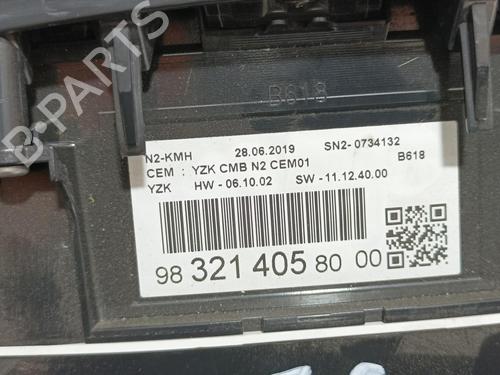 B618
N2-KMH 28.06.2019 SN2- 0734132
CEM : YZK CMB N2 CEM01 B618
YZK HW - 06.10.02 SW - 11.12.40.00
98 321 405 80 00